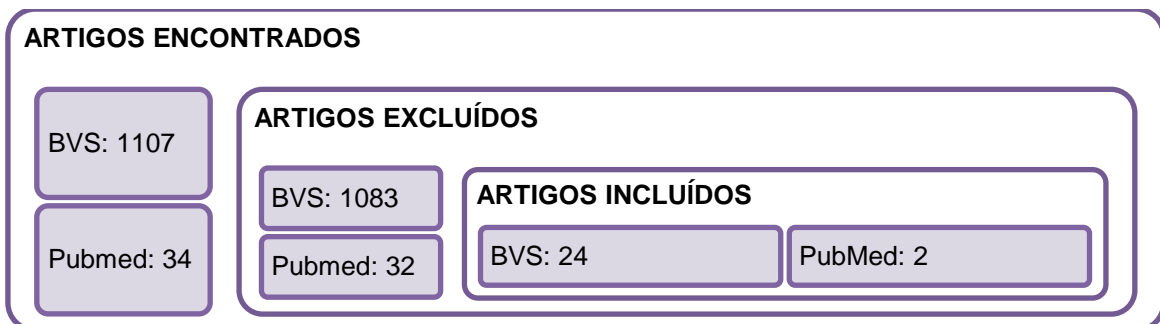 ARTIGOS ENCONTRADOS
BVS: 1107
Pubmed: 34
ARTIGOS EXCLUÍDOS
BVS: 1083
Pubmed: 32
ARTIGOS INCLUÍDOS
BVS: 24
PubMed: 2